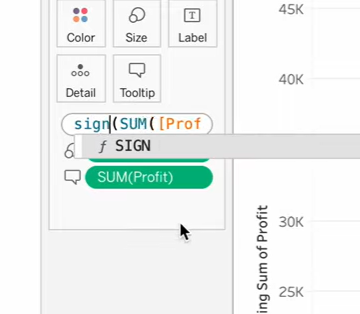 45K
Color
Size
Label
40K
Detail
Tooltip
sign(SUM([Prof
f SIGN
SUM(Profit)
30K
25K
ing Sum of Profit